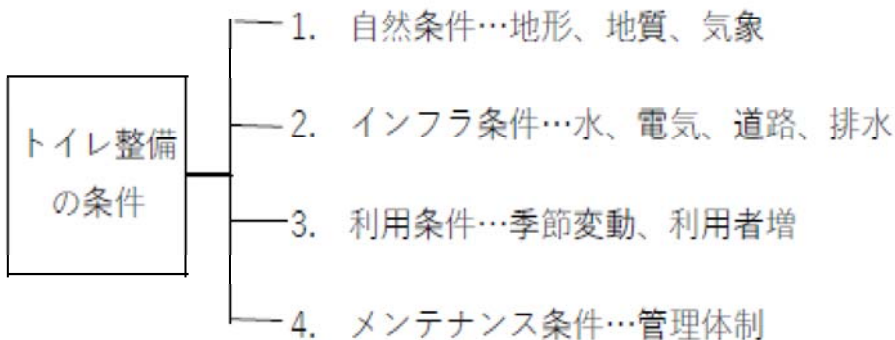 トイレ整備
の条件
1. 自然条件…地形、地質、気象
2. インフラ条件…水、電気、道路、排水
3. 利用条件…季節変動、利用者増
4. メンテナンス条件…管理体制